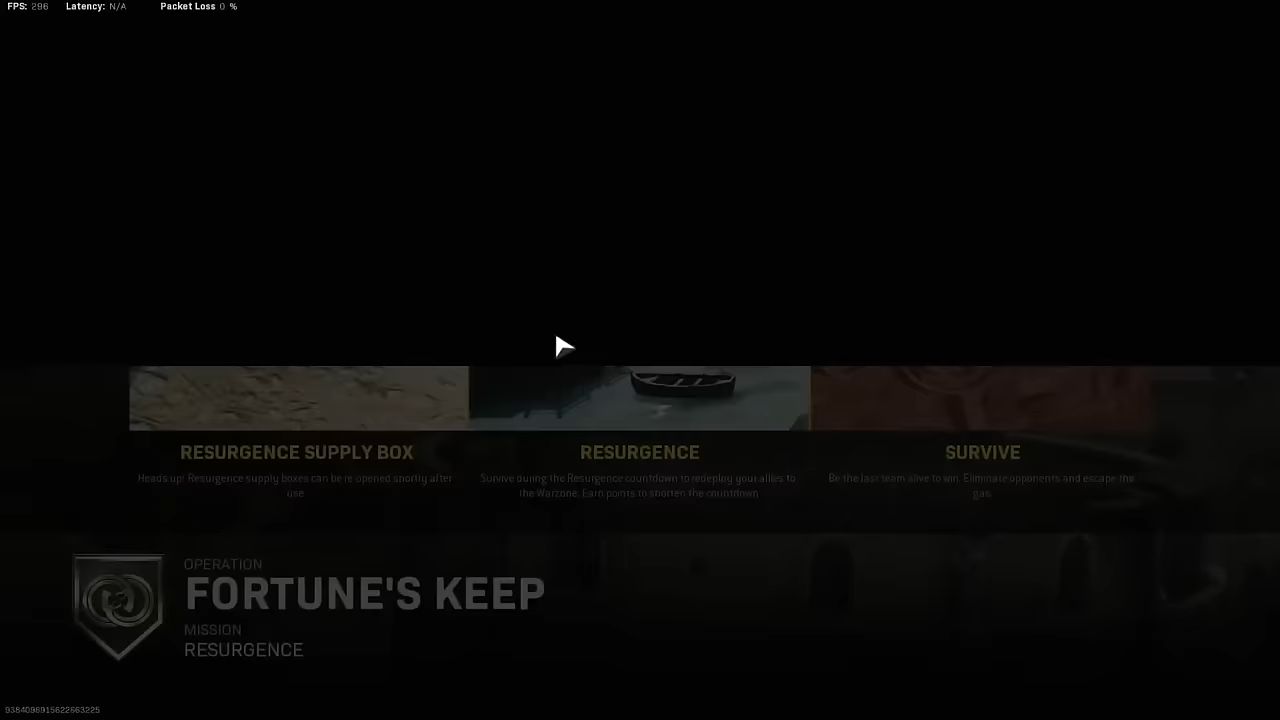 FPS: 296 Latency: N/A Packet Loss 0 %
RESURGENCE SUPPLY BOX
Heads up! Resurgence supply boxes can be re opened shortly after
use.
RESURGENCE
Survive during the Resurgence countdown to redeploy your allies to
the Warzone. Earn points to shorten the countdown.
SURVIVE
Be the last team alive to win. Eliminate opponents and escape the
gas.
OPERATION
FORTUNE'S KEEP
MISSION
RESURGENCE
9384098915622663225